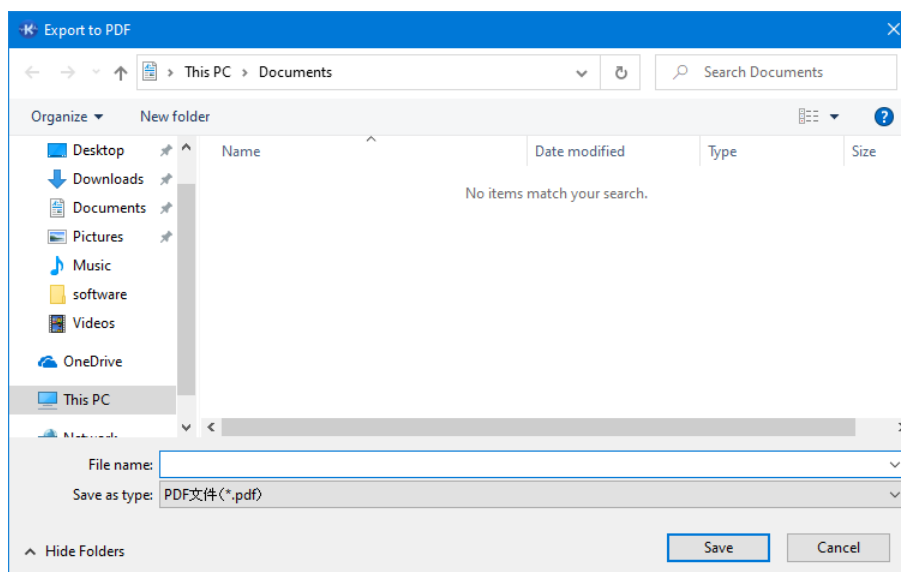 Export to PDF
This PC > Documents
Search Documents
Organize
New folder
Name
Date modified
Type
Size
No items match your search.
Desktop
Downloads
Documents
Pictures
Music
software
Videos
OneDrive
This PC
Network
File name:
Save as type: PDF文件(*.pdf)
Hide Folders
Save
Cancel